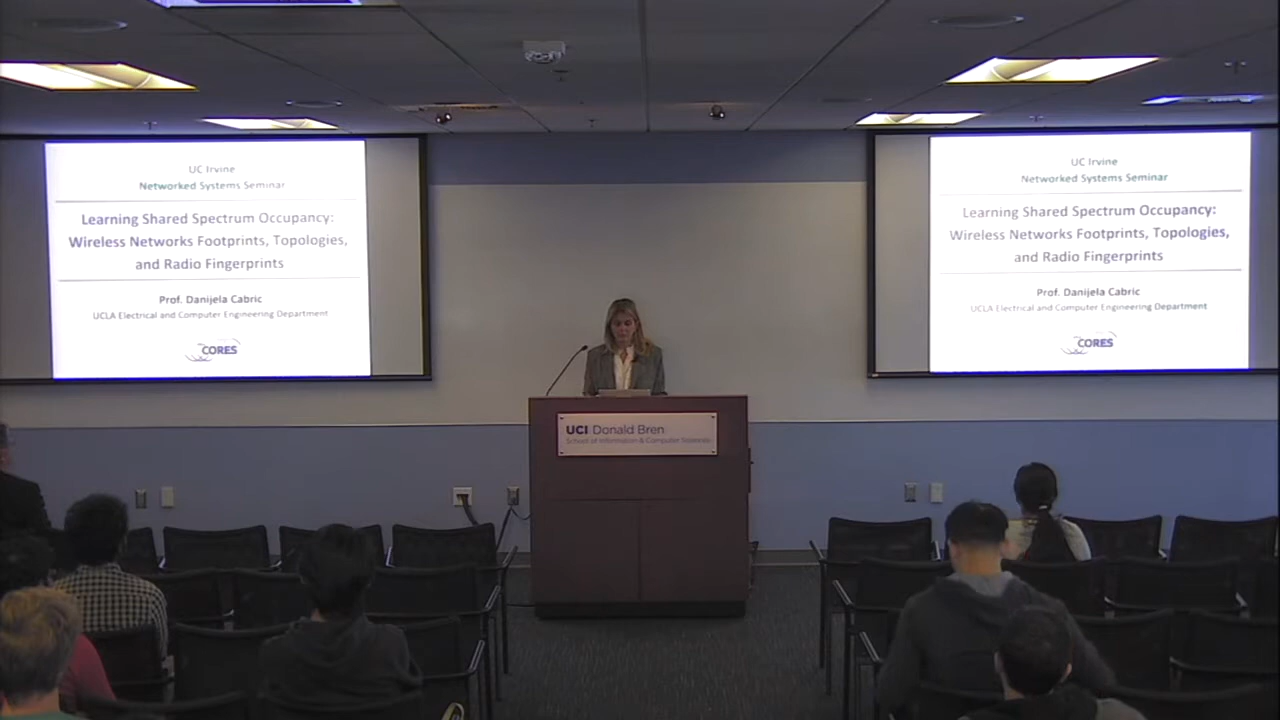 UC Irvine
Networked Systems Seminar
Learning Shared Spectrum Occupancy:
Wireless Networks Footprints, Topologies,
and Radio Fingerprints
Prof. Danijela Cabric
UCLA Electrical and Computer Engineering Department
CORES
UCI Donald Bren
School of Information & Computer Sciences
UC Irvine
Networked Systems Seminar
Learning Shared Spectrum Occupancy:
Wireless Networks Footprints, Topologies,
and Radio Fingerprints
Prof. Danijela Cabric
UCLA Electrical and Computer Engineering Department
CORES